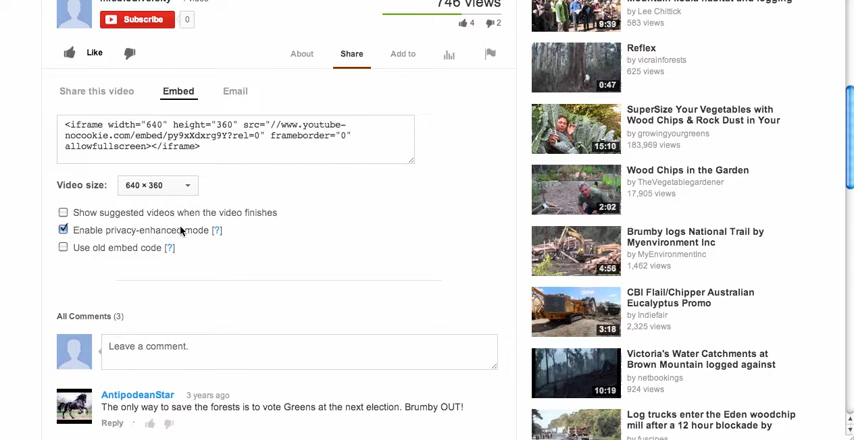 746 views
Subscribe 0
4 2
Like
About Share Add to
Share this video Embed Email
<iframe width="640" height="360" src="//www.youtube-
nocookie.com/embed/py9xXdxrg9Y?rel=0" frameborder="0"
allowfullscreen></iframe>
Video size: 640 × 360
Show suggested videos when the video finishes
Enable privacy-enhanced mode [?]
Use old embed code [?]
All Comments (3)
Leave a comment.
AntipodeanStar 3 years ago
The only way to save the forests is to vote Greens at the next election. Brumby OUT!
Reply
9:39
by Lee Chittick
583 views
0:47
Reflex
by vicrainforests
625 views
15:10
SuperSize Your Vegetables with
Wood Chips & Rock Dust in Your
by growingyourgreens
183,969 views
2:02
Wood Chips in the Garden
by TheVegetablegardener
17,905 views
4:56
Brumby logs National Trail by
Myenvironment Inc
by MyEnvironmentInc
1,462 views
3:18
CBI Flail/Chipper Australian
Eucalyptus Promo
by Indiefair
2,325 views
10:19
Victoria's Water Catchments at
Brown Mountain logged against
by netbookings
924 views
Log trucks enter the Eden woodchip
mill after a 12 hour blockade by